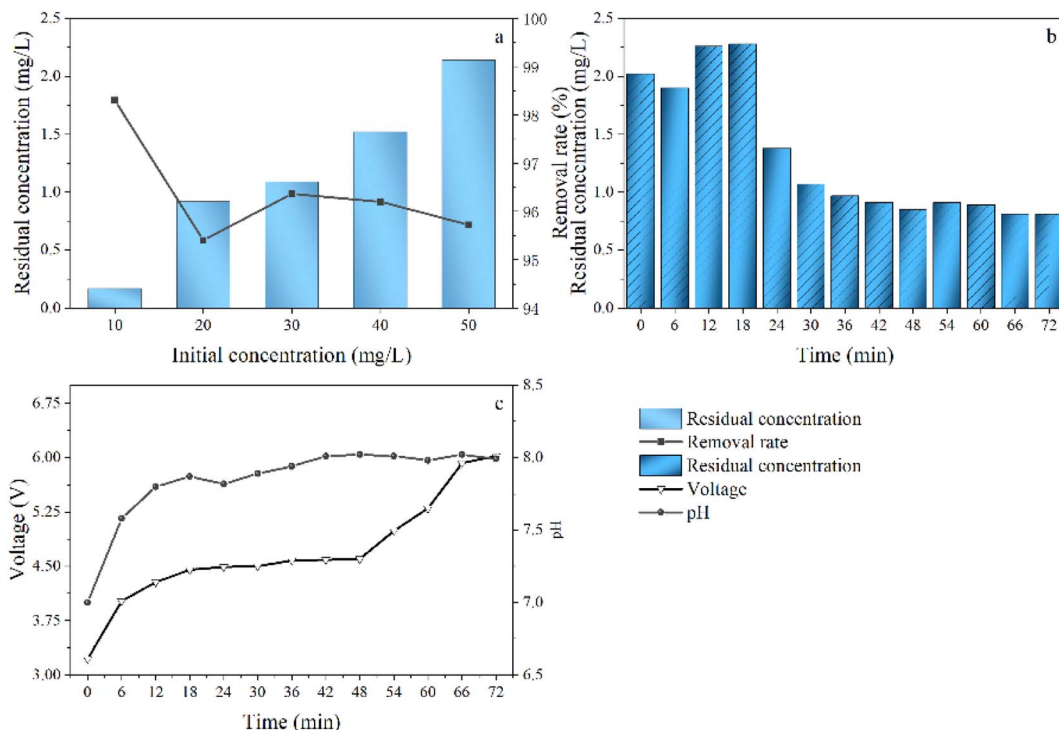 a
Residual concentration (mg/L)
2.5
2.0
1.5
1.0
0.5
0.0
10 20 30 40 50
Initial concentration (mg/L)
100
99
98
97
96
95
94
Removal rate (%)
b
Residual concentration (mg/L)
2.5
2.0
1.5
1.0
0.5
0.0
0 6 12 18 24 30 36 42 48 54 60 66 72
Time (min)
c
Voltage (V)
6.75
6.00
5.25
4.50
3.75
3.00
0 6 12 18 24 30 36 42 48 54 60 66 72
Time (min)
8.5
8.0
7.5
7.0
6.5
pH
Residual concentration
Removal rate
Residual concentration
Voltage
pH